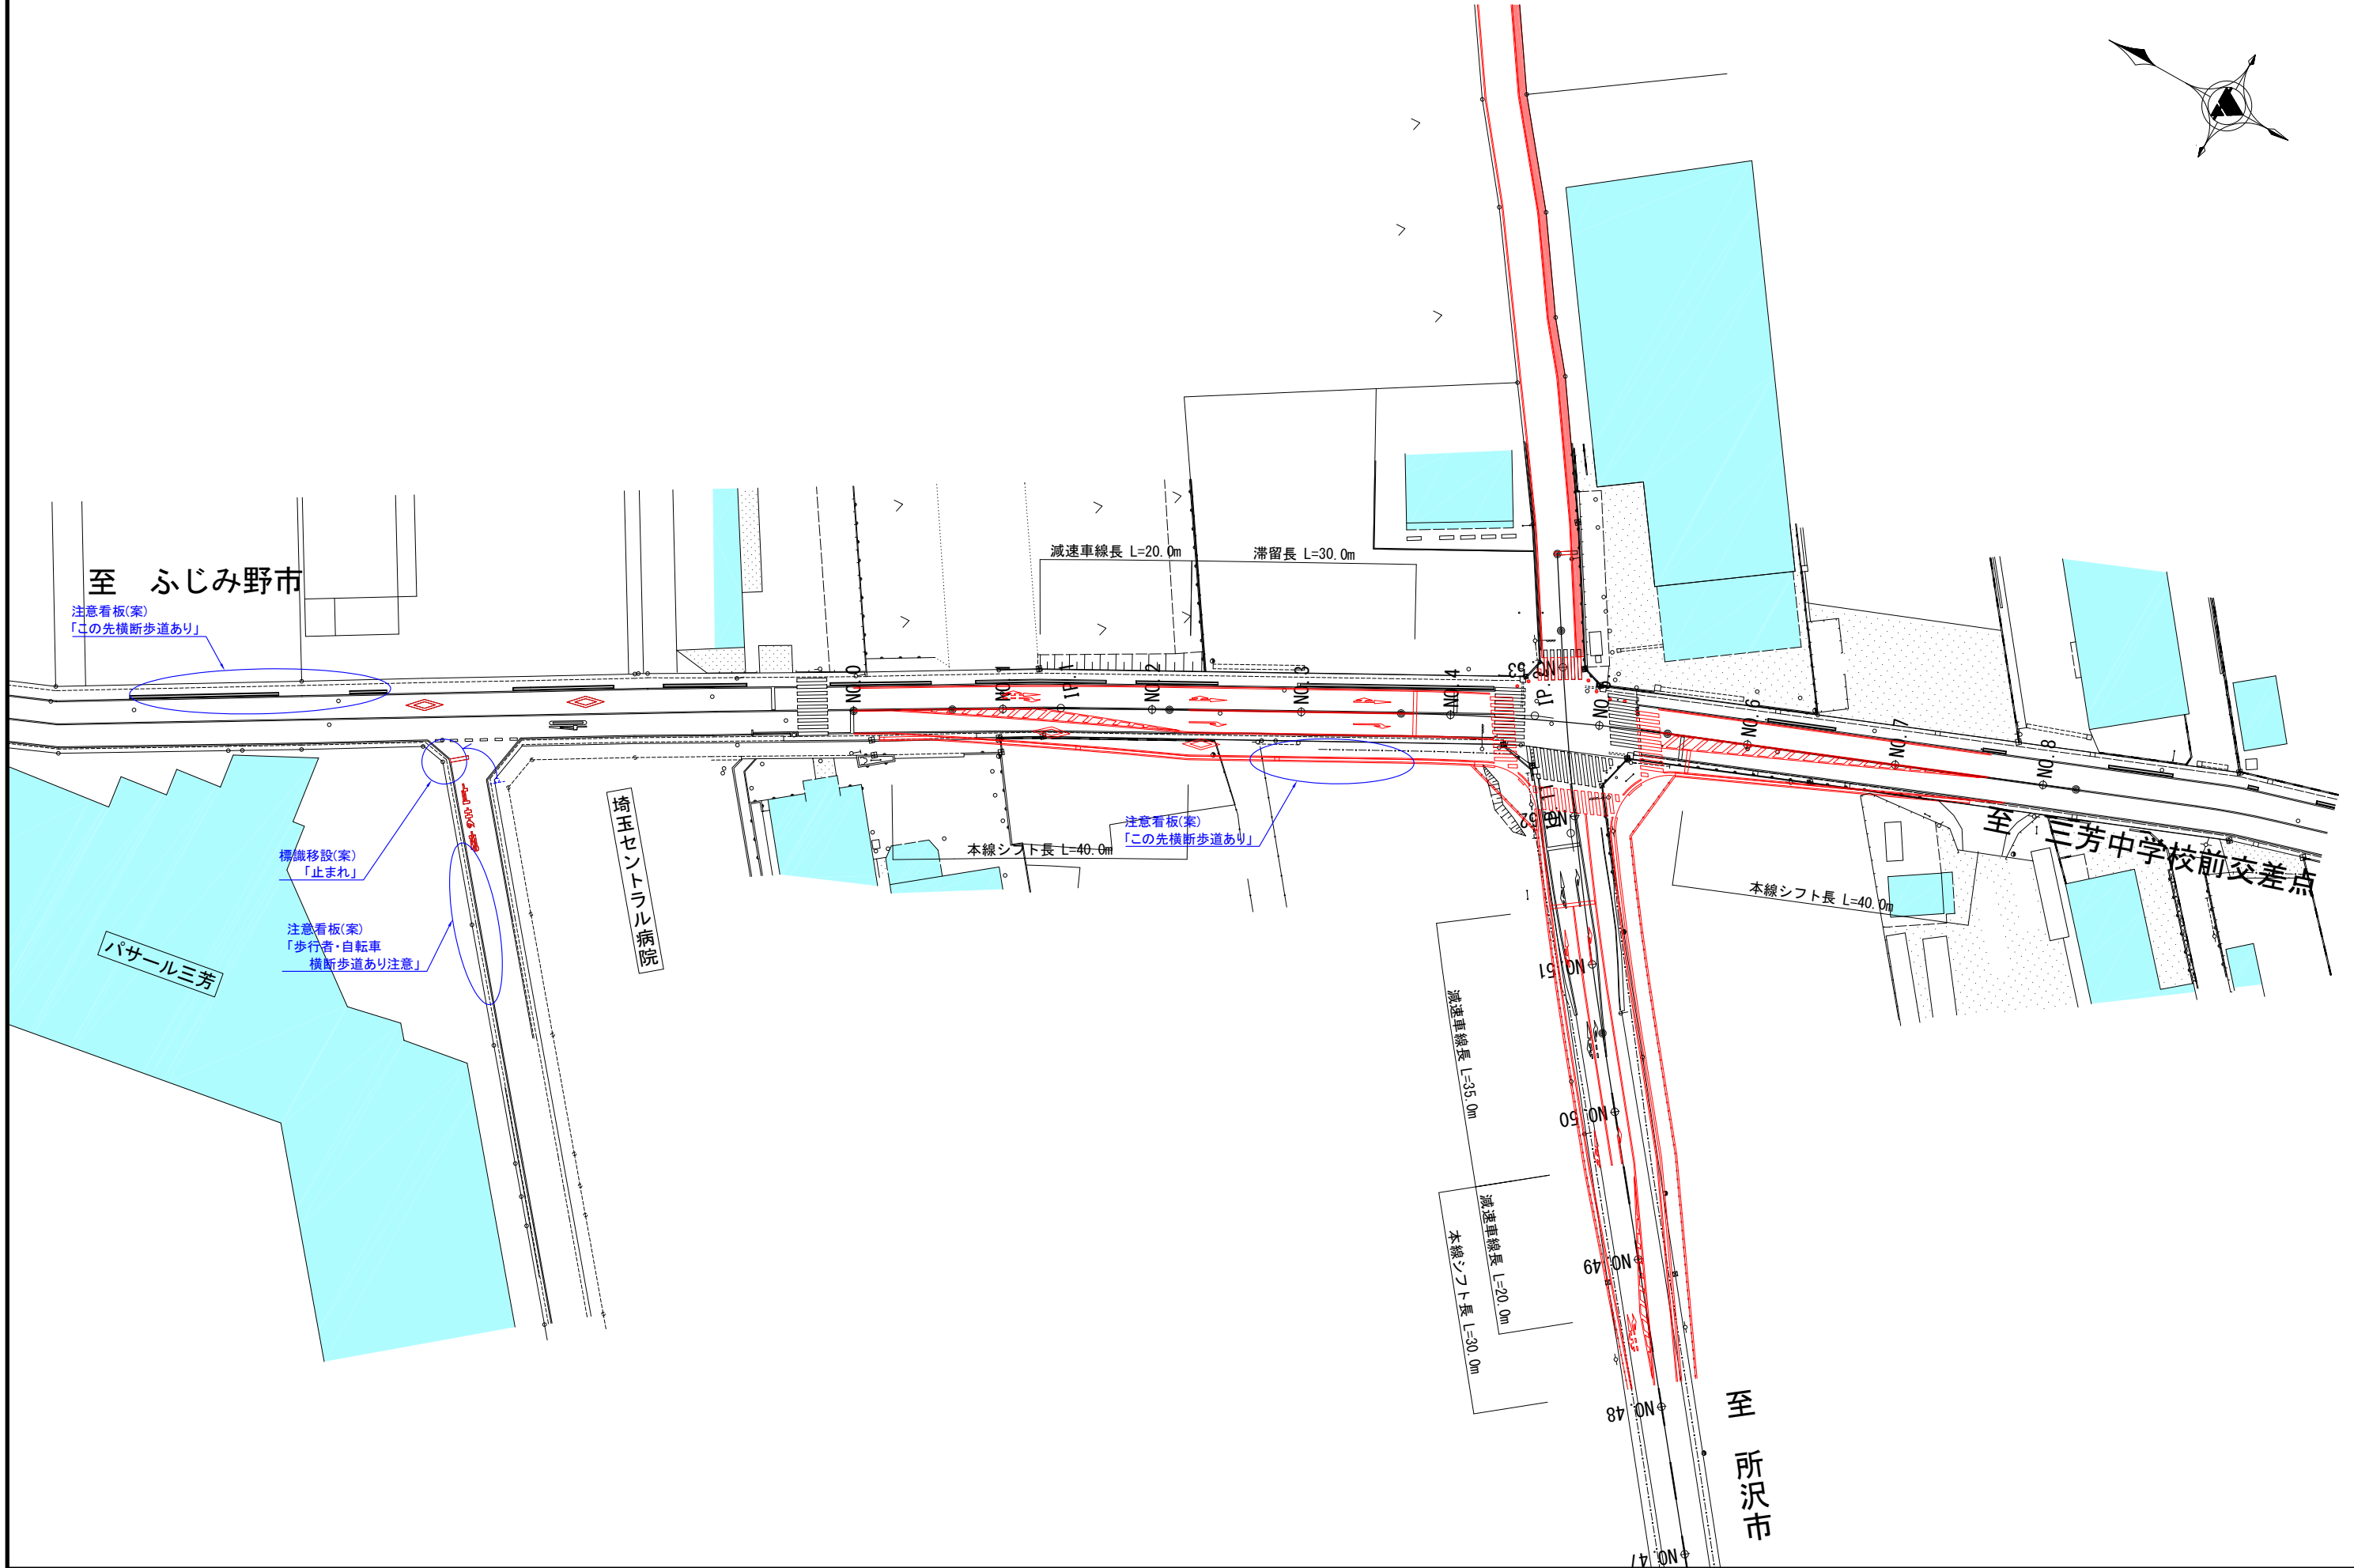 至　ふじみ野市
注意看板(案)
「この先横断歩道あり」
減速車線長 L=20.0m
滞留長 L=30.0m
NO.0
NO.1
IP.1
NO.2
NO.3
NO.4
NO.53
IP.2
NO.5
NO.6
NO.7
NO.8
標識移設(案)
「止まれ」
注意看板(案)
「歩行者・自転車
横断歩道あり注意」
パサール三芳
埼玉セントラル病院
本線シフト長 L=40.0m
注意看板(案)
「この先横断歩道あり」
NO.52
至　三芳中学校前交差点
本線シフト長 L=40.0m
NO.51
減速車線長 L=35.0m
NO.50
減速車線長 L=20.0m
本線シフト長 L=30.0m
NO.49
NO.48
至　所沢市
NO.47